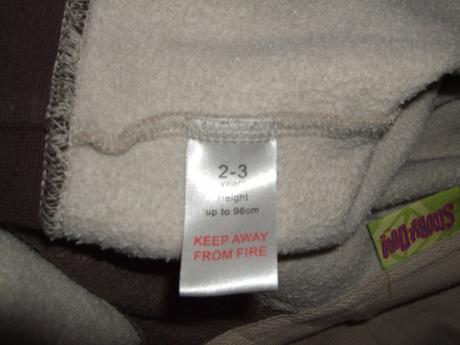 2-3
years
Height
up to 98cm
KEEP AWAY
FROM FIRE